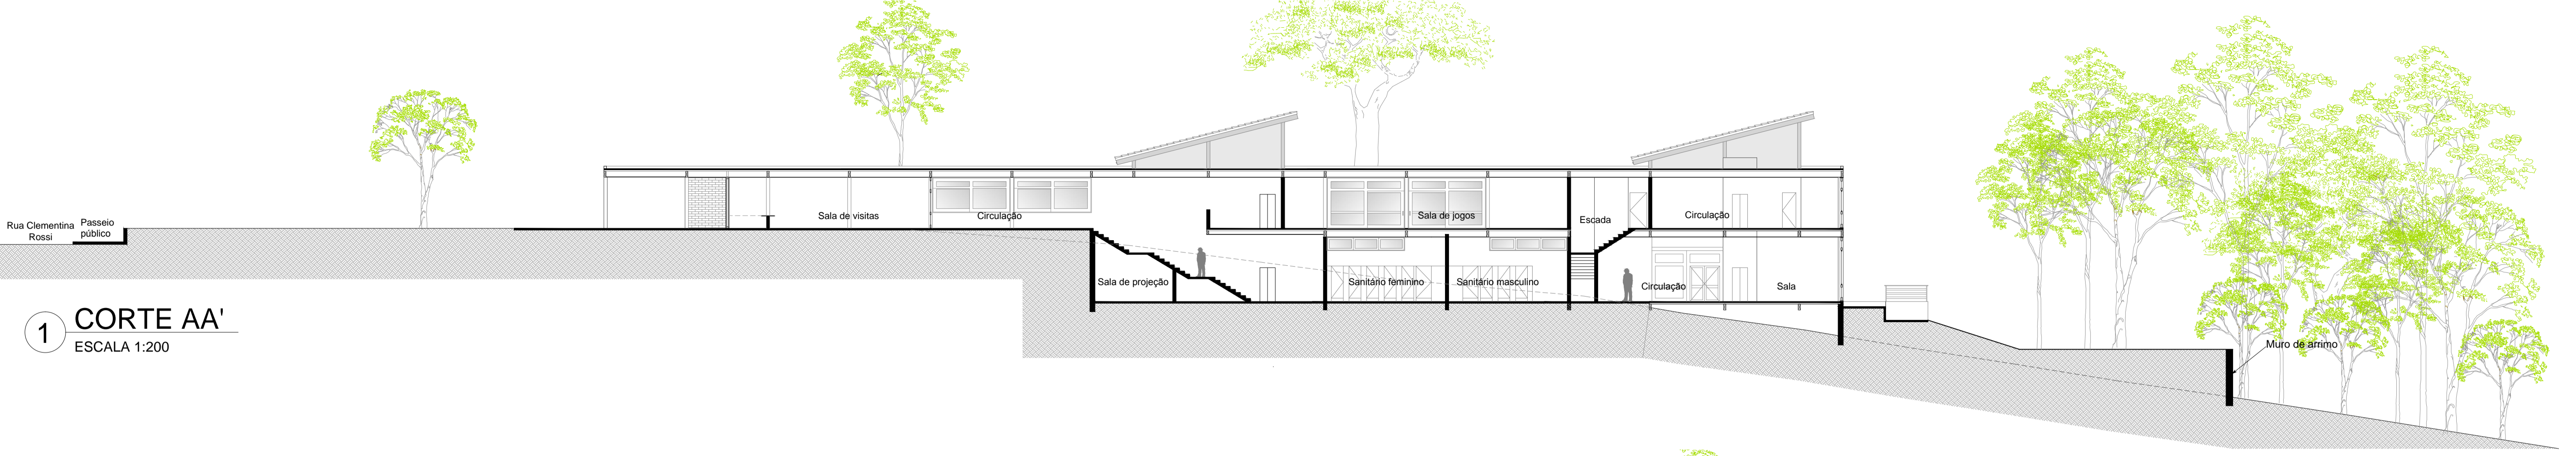 Rua Clementina
Rossi
Passeio
público
Sala de visitas
Circulação
Sala de jogos
Escada
Circulação
Sala de projeção
Sanitário feminino
Sanitário masculino
Circulação
Sala
Muro de arrimo
1
CORTE AA'
ESCALA 1:200